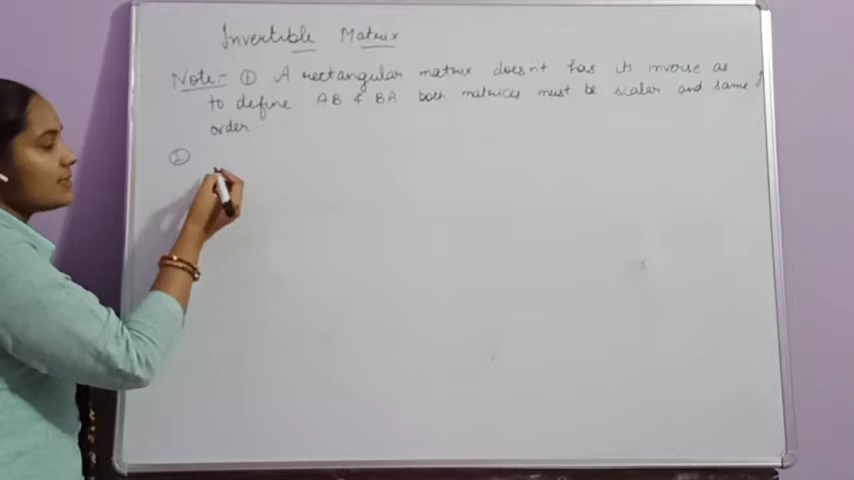 Invertible Matrix
Note:- ① A rectangular matrix doesn't has its inverse as
to define AB & BA both matrices must be scalar and same
order
②